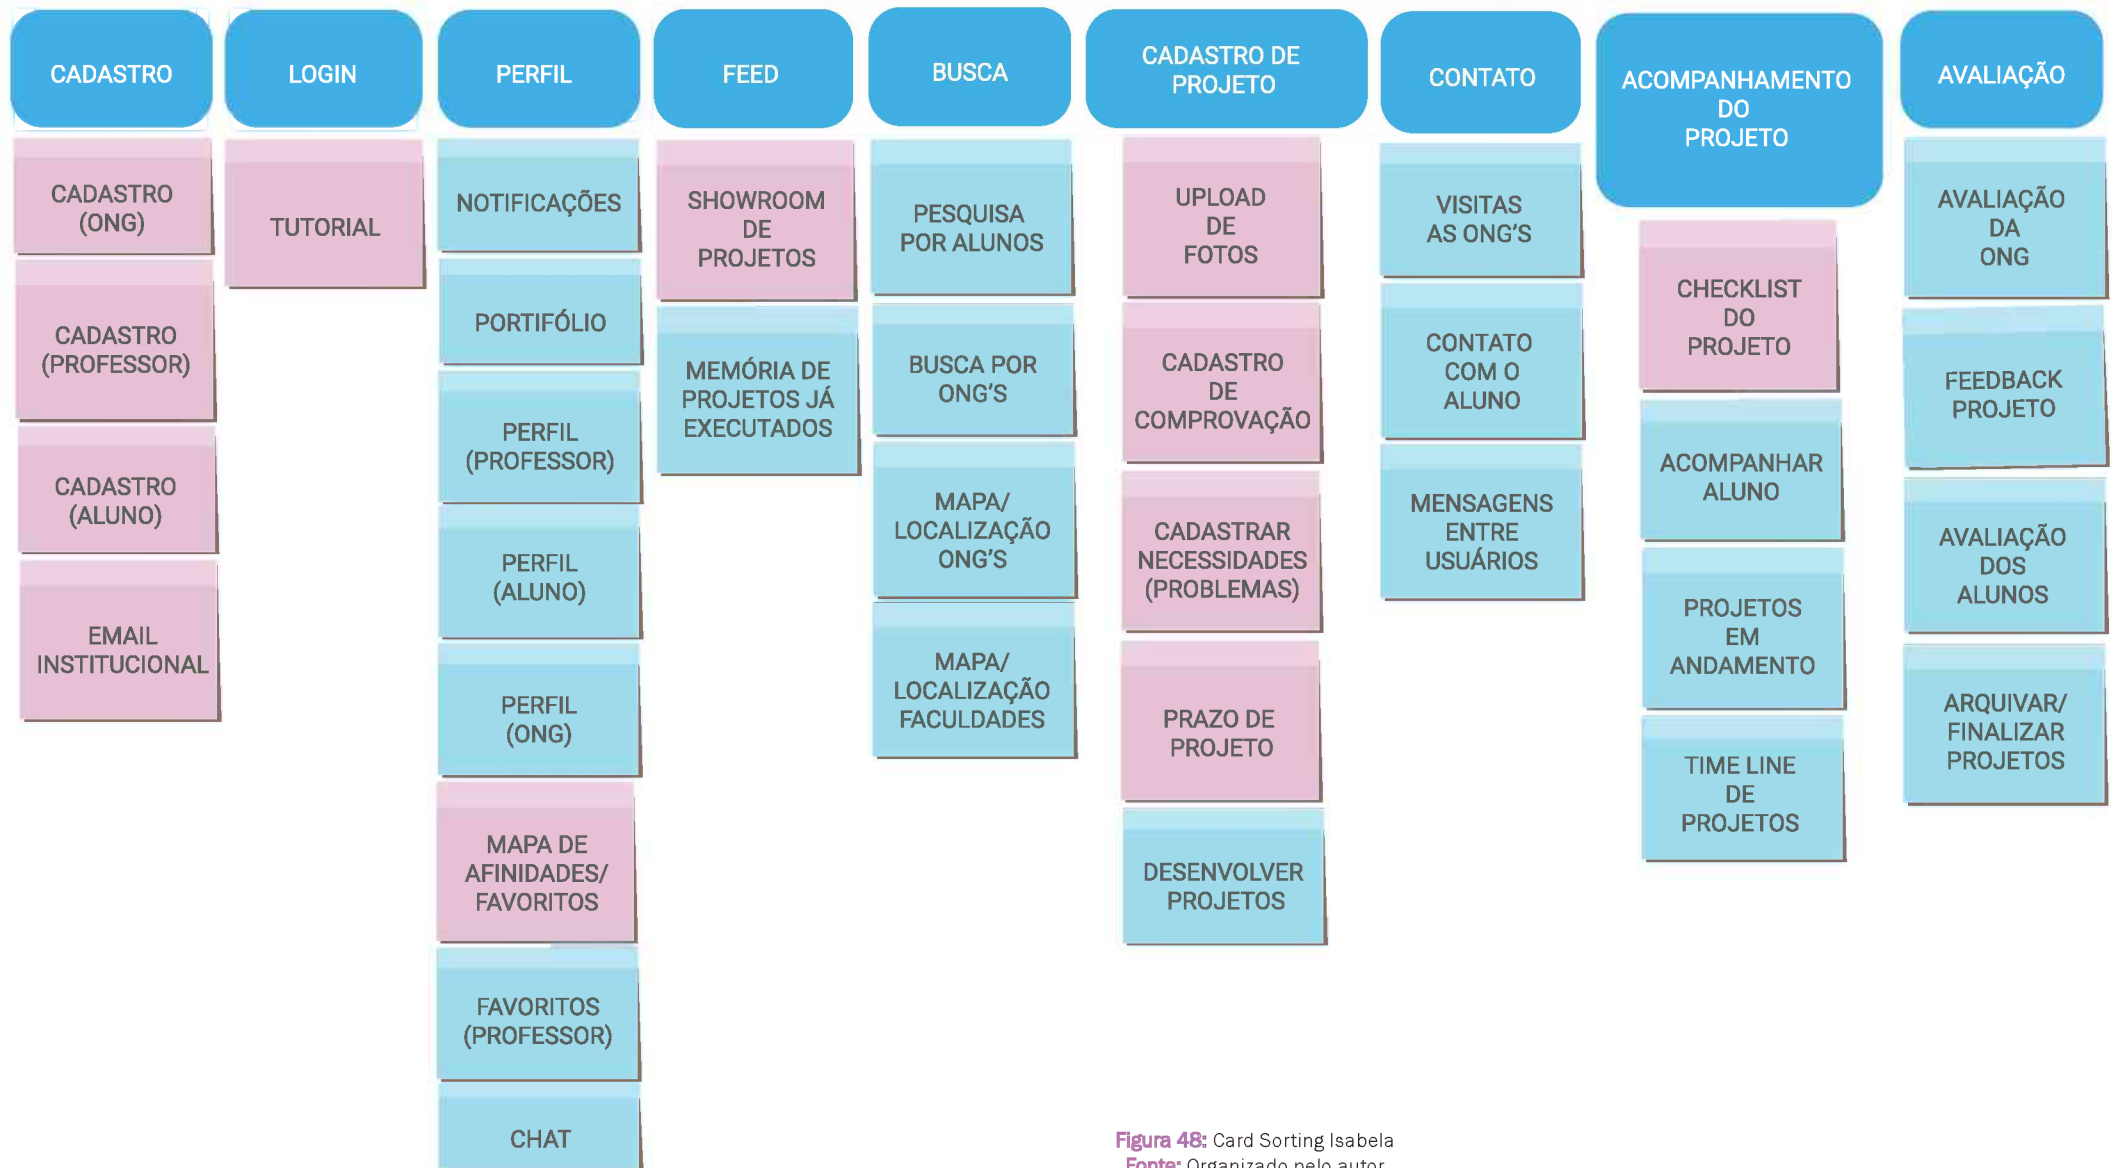 CADASTRO
CADASTRO
(ONG)
CADASTRO
(PROFESSOR)
CADASTRO
(ALUNO)
EMAIL
INSTITUCIONAL
LOGIN
TUTORIAL
PERFIL
NOTIFICAÇÕES
PORTIFÓLIO
PERFIL
(PROFESSOR)
PERFIL
(ALUNO)
PERFIL
(ONG)
MAPA DE
AFINIDADES/
FAVORITOS
FAVORITOS
(PROFESSOR)
CHAT
FEED
SHOWROOM
DE
PROJETOS
MEMÓRIA DE
PROJETOS JÁ
EXECUTADOS
BUSCA
PESQUISA
POR ALUNOS
BUSCA POR
ONG'S
MAPA/
LOCALIZAÇÃO
ONG'S
MAPA/
LOCALIZAÇÃO
FACULDADES
CADASTRO DE
PROJETO
UPLOAD
DE
FOTOS
CADASTRO
DE
COMPROVAÇÃO
CADASTRAR
NECESSIDADES
(PROBLEMAS)
PRAZO DE
PROJETO
DESENVOLVER
PROJETOS
CONTATO
VISITAS
AS ONG'S
CONTATO
COM O
ALUNO
MENSAGENS
ENTRE
USUÁRIOS
ACOMPANHAMENTO
DO
PROJETO
CHECKLIST
DO
PROJETO
ACOMPANHAR
ALUNO
PROJETOS
EM
ANDAMENTO
TIME LINE
DE
PROJETOS
AVALIAÇÃO
AVALIAÇÃO
DA
ONG
FEEDBACK
PROJETO
AVALIAÇÃO
DOS
ALUNOS
ARQUIVAR/
FINALIZAR
PROJETOS
Figura 48: Card Sorting Isabela
Fonte: Organizado pelo autor